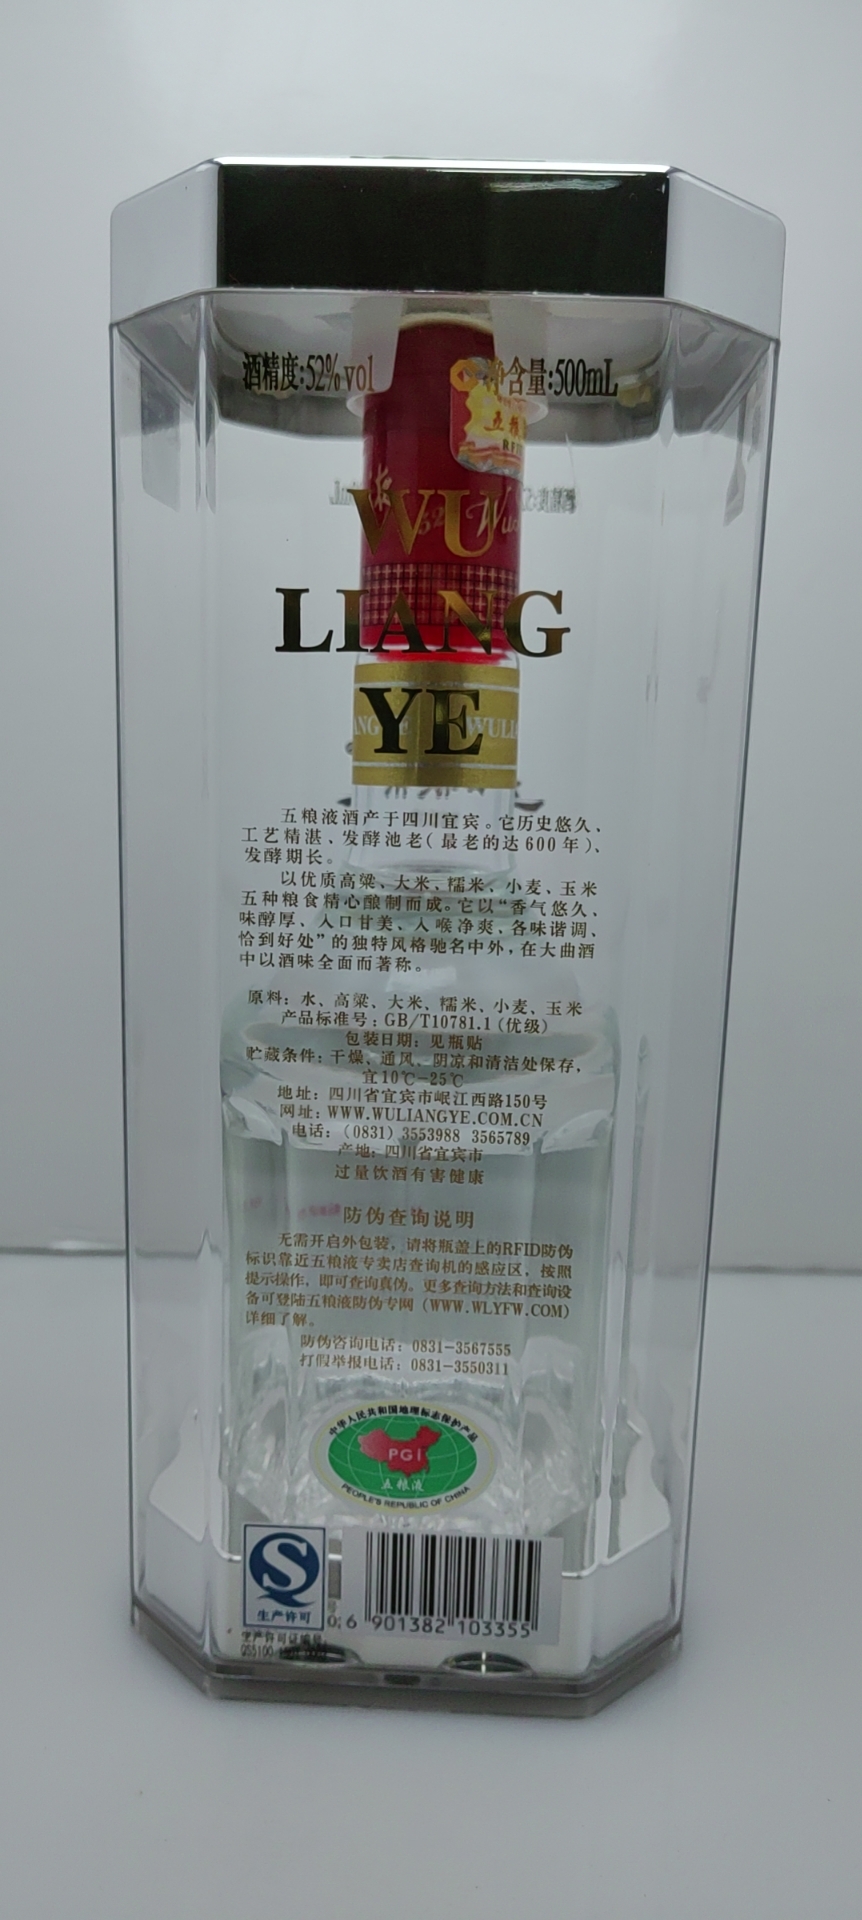 酒精度:52%vol 净含量:500mL
五粮
WU
LIANG
YE
五粮液酒产于四川宜宾。它历史悠久、
工艺精湛、发酵池老(最老的达600年)、
发酵期长。
以优质高粱、大米、糯米、小麦、玉米
五种粮食精心酿制而成。它以“香气悠久、
味醇厚、入口甘美、入喉净爽、各味谐调、
恰到好处”的独特风格驰名中外,在大曲酒
中以酒味全面而著称。
原料：水、高粱、大米、糯米、小麦、玉米
产品标准号：GB/T10781.1(优级)
包装日期：见瓶贴
贮藏条件：干燥、通风、阴凉和清洁处保存,
宜10℃-25℃
地址：四川省宜宾市岷江西路150号
网址：WWW.WULIANGYE.COM.CN
电话：(0831) 3553988 3565789
产地：四川省宜宾市
过量饮酒有害健康
防伪查询说明
无需开启外包装，请将瓶盖上的RFID防伪
标识靠近五粮液专卖店查询机的感应区，按照
提示操作，即可查询真伪。更多查询方法和查询设
备可登陆五粮液防伪专网(WWW.WLYFW.COM)
详细了解。
防伪咨询电话：0831-3567555
打假举报电话：0831-3550311
中华人民共和国地理标志保护产品
PGI
五粮液
PEOPLE'S REPUBLIC OF CHINA
生产许可
6 901382 103355
生产许可证编号:
QS5100